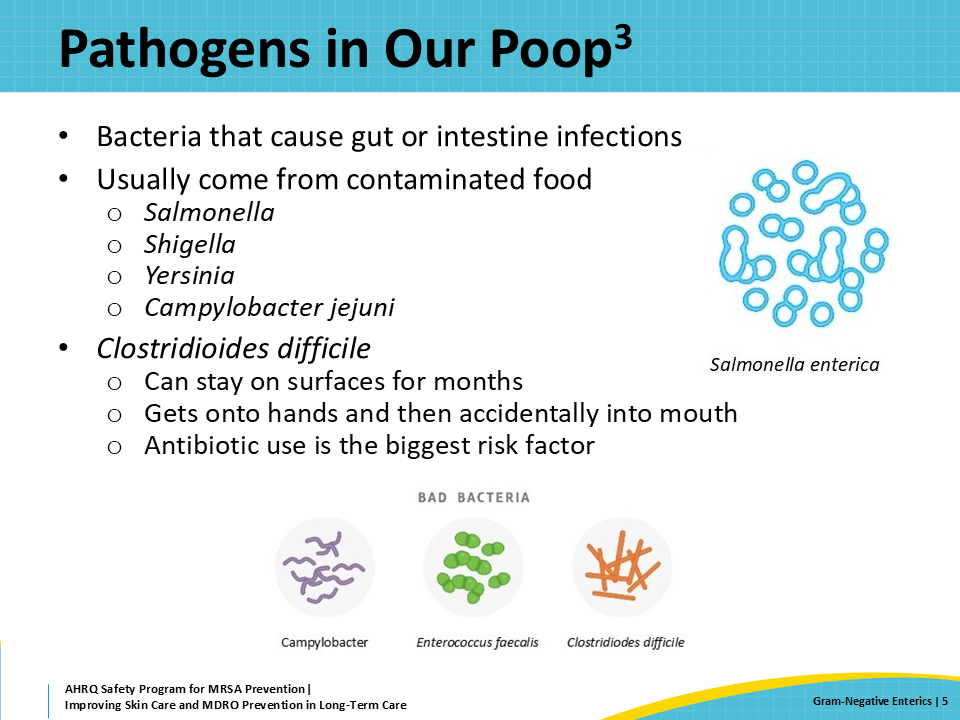 Pathogens in Our Poop³
• Bacteria that cause gut or intestine infections
• Usually come from contaminated food
o Salmonella
o Shigella
o Yersinia
o Campylobacter jejuni
• Clostridioides difficile
o Can stay on surfaces for months
o Gets onto hands and then accidentally into mouth
o Antibiotic use is the biggest risk factor
Salmonella enterica
BAD BACTERIA
Campylobacter
Enterococcus faecalis
Clostridiodes difficile
AHRQ Safety Program for MRSA Prevention|
Improving Skin Care and MDRO Prevention in Long-Term Care
Gram-Negative Enterics | 5